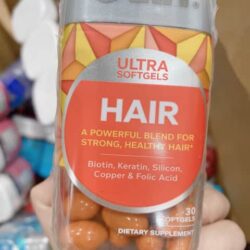 ULTRA
SOFTGELS
HAIR
A POWERFUL BLEND FOR
STRONG, HEALTHY HAIR*
Biotin, Keratin, Silicon,
Copper & Folic Acid
30
SOFTGELS
DIETARY SUPPLEMENT